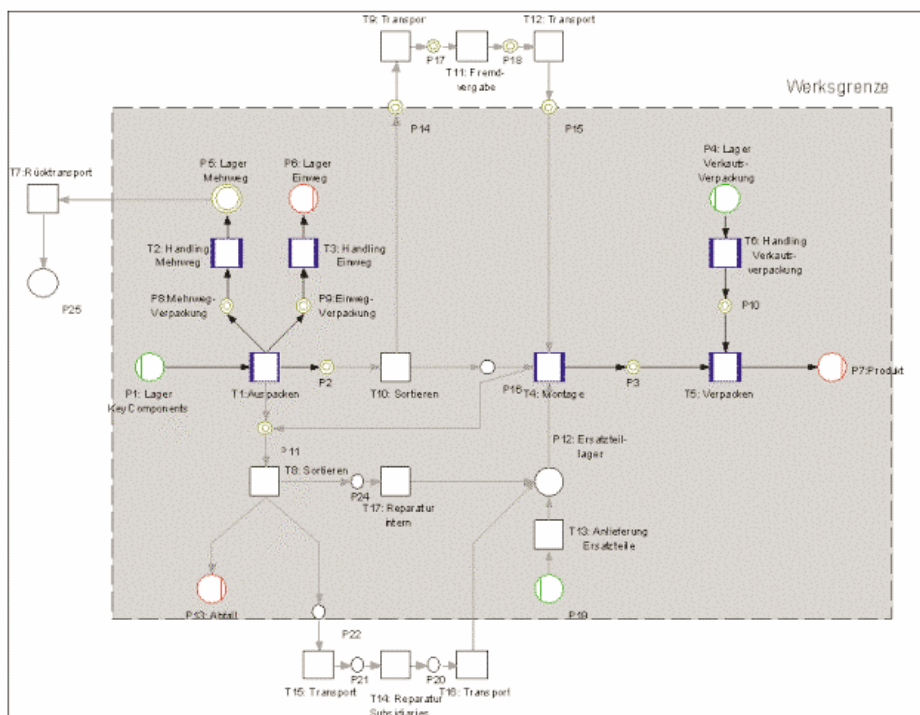 T9: Transpor
T12: Transport
P17
P18
T11: Fremd-
vergabe
Werksgrenze
P14
P15
P5: Lager
Mehrweg
P6: Lager
Einweg
P4: Lager
Verkaufs-
Verpackung
T7: Rücktransport
T2: Handling
Mehrweg
T3: Handling
Einweg
T6: Handling
Verkaufs-
verpackung
P25
P8:Mehrweg-
Verpackung
P9:Einweg-
Verpackung
P10
P1: Lager
KeyComponents
T1:Auspacken
P2
T10: Sortieren
P16
T4: Montage
P3
T5: Verpacken
P7:Produkt
P11
P12: Ersatzteil-
lager
T8: Sortieren
P24
T17: Reparatur
intern
T13: Anlieferung
Ersatzteile
P13: Abfall
P19
P22
P21
P20
T15: Transport
T14: Reparatur
Subsidiaries
T16: Transport